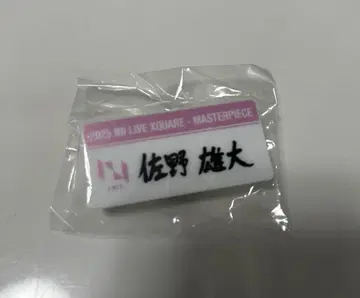 2025 INI LIVE XQUARE - MASTERPIECE
佐野 雄大